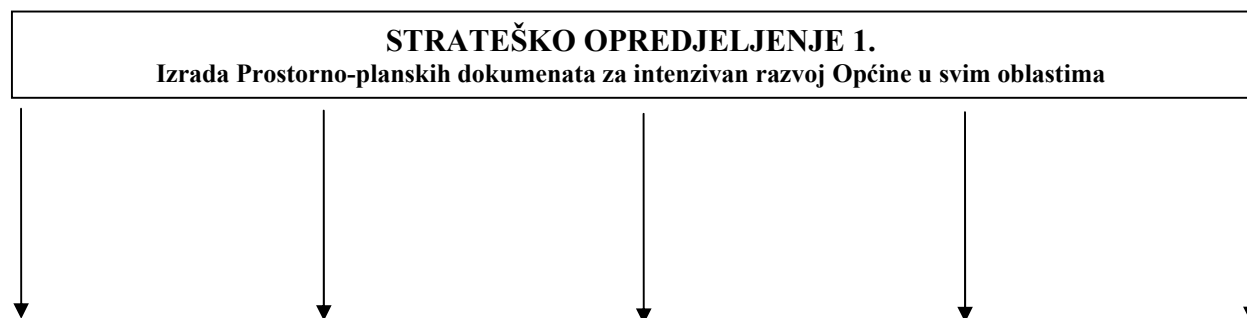 STRATEŠKO OPREDJELJENJE 1.
Izrada Prostorno-planskih dokumenata za intenzivan razvoj Općine u svim oblastima